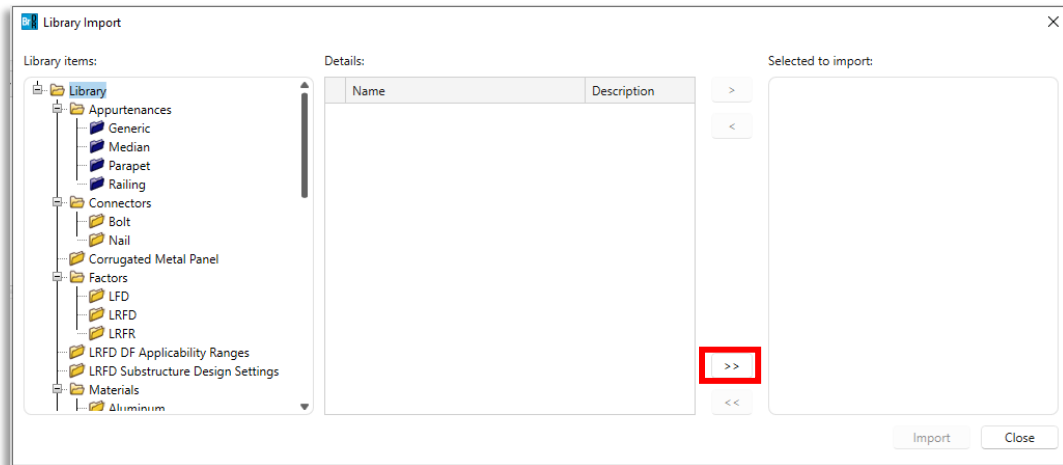 Br Library Import
Library items:
Details:
Selected to import:
Library
Appurtenances
Generic
Median
Parapet
Railing
Connectors
Bolt
Nail
Corrugated Metal Panel
Factors
LFD
LRFD
LRFR
LRFD DF Applicability Ranges
LRFD Substructure Design Settings
Materials
Aluminum
Name Description
>
<
>>
<<
Import Close